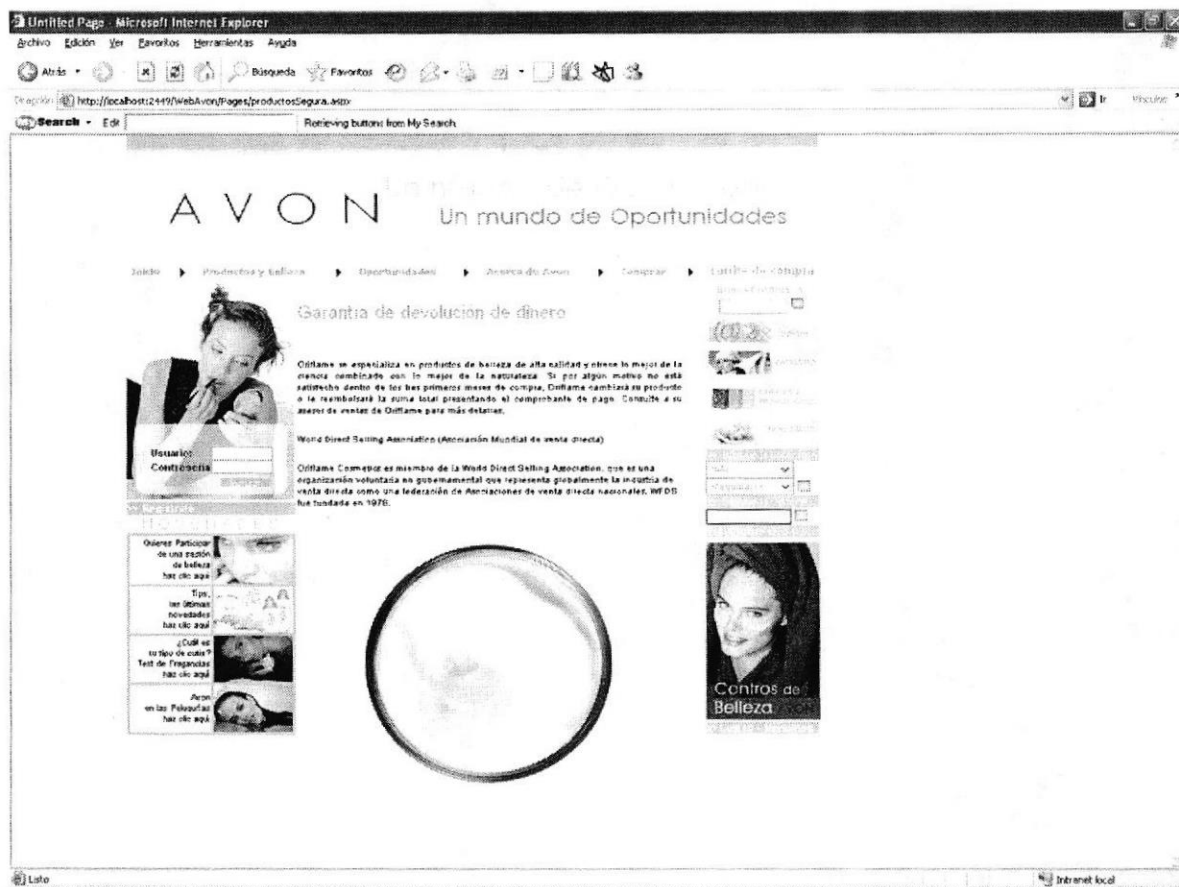 Untitled Page - Microsoft Internet Explorer
Archivo Edición Ver Favoritos Herramientas Ayuda
Atrás Búsqueda Favoritos
Dirección http://localhost:2449/WebAvon/Pages/productosSegura.aspx Ir Vínculos
Search Edit Retrieving buttons from My Search
AVON Un mundo de Oportunidades
Inicio Productos y belleza Oportunidades Acerca de Avon Comprar Carrito de compra
Garantía de devolución de dinero
Oriflame se especializa en productos de belleza de alta calidad y ofrece lo mejor de la
ciencia combinado con lo mejor de la naturaleza. Si por algún motivo no está
satisfecho dentro de los tres primeros meses de compra, Oriflame cambiará su producto
o le reembolsará la suma total presentando el comprobante de pago. Consulte a su
asesor de ventas de Oriflame para más detalles.
World Direct Selling Association (Asociación Mundial de venta directa)
Oriflame Cosmetics es miembro de la World Direct Selling Association, que es una
organización voluntaria no gubernamental que representa globalmente la industria de
venta directa como una federación de Asociaciones de venta directa nacionales. WFDS
fue fundada en 1978.
Usuario:
Contraseña
Regístrate
Quieres Participar
de una sesión
de belleza
haz clic aquí
Tips,
las últimas
novedades
haz clic aquí
¿Cuál es
tu tipo de cutis?
Test de Fragancias
haz clic aquí
Avon
en las Peluquerías
haz clic aquí
Centros de
Belleza
Listo Intranet local